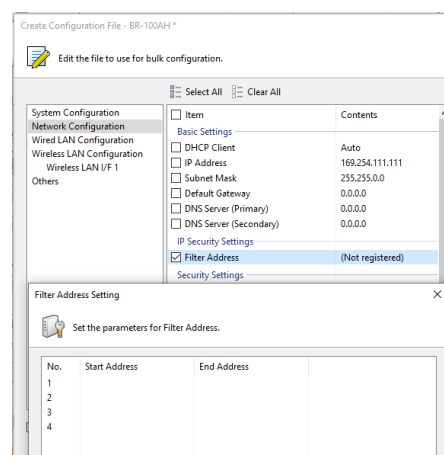 Create Configuration File - BR-100AH *
Edit the file to use for bulk configuration.
Select All Clear All
System Configuration
Network Configuration
Wired LAN Configuration
Wireless LAN Configuration
Wireless LAN I/F 1
Others
Item Contents
Basic Settings
DHCP Client Auto
IP Address 169.254.111.111
Subnet Mask 255.255.0.0
Default Gateway 0.0.0.0
DNS Server (Primary) 0.0.0.0
DNS Server (Secondary) 0.0.0.0
IP Security Settings
Filter Address (Not registered)
Security Settings
Filter Address Setting
Set the parameters for Filter Address.
No. Start Address End Address
1
2
3
4